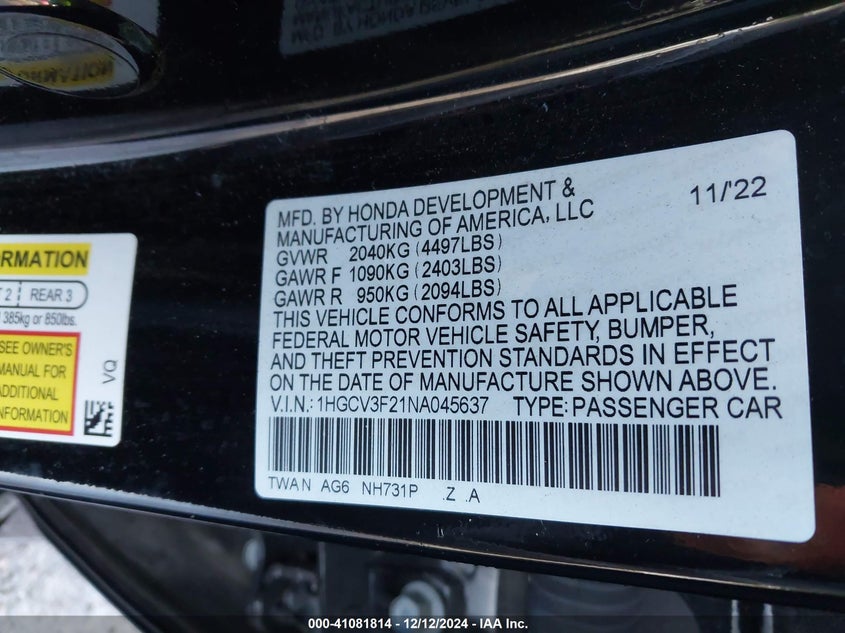 MFD. BY HONDA DEVELOPMENT & 11/'22
MANUFACTURING OF AMERICA, LLC
GVWR 2040KG (4497LBS)
GAWR F 1090KG (2403LBS)
GAWR R 950KG (2094LBS)
THIS VEHICLE CONFORMS TO ALL APPLICABLE
FEDERAL MOTOR VEHICLE SAFETY, BUMPER,
AND THEFT PREVENTION STANDARDS IN EFFECT
ON THE DATE OF MANUFACTURE SHOWN ABOVE.
V.I.N.: 1HGCV3F21NA045637 TYPE: PASSENGER CAR
TWAN AG6 NH731P .Z .A
RMATION
2 REAR 3
385kg or 850lbs.
SEE OWNER'S
MANUAL FOR
ADDITIONAL
INFORMATION
VQ
000-41081814 - 12/12/2024 - IAA Inc.